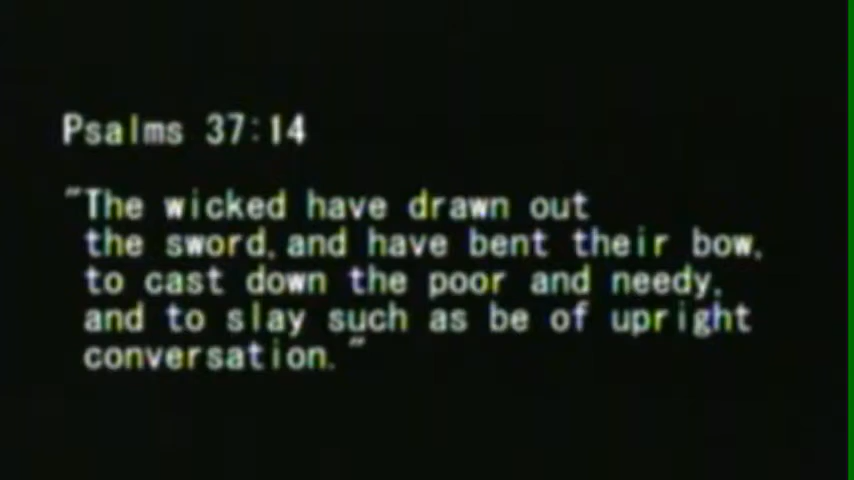 Psalms 37:14
"The wicked have drawn out
the sword, and have bent their bow,
to cast down the poor and needy,
and to slay such as be of upright
conversation."